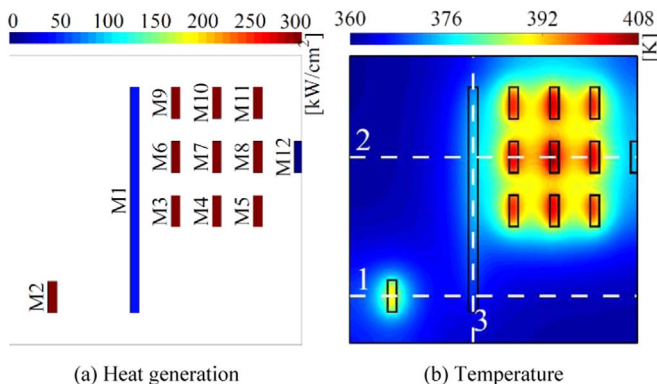 0 50 100 150 200 250 300
[kW/cm²]
360 376 392 408
[K]
M9 M10 M11
M6 M7 M8 M12
M1
M3 M4 M5
M2
2
1
3
(a) Heat generation
(b) Temperature